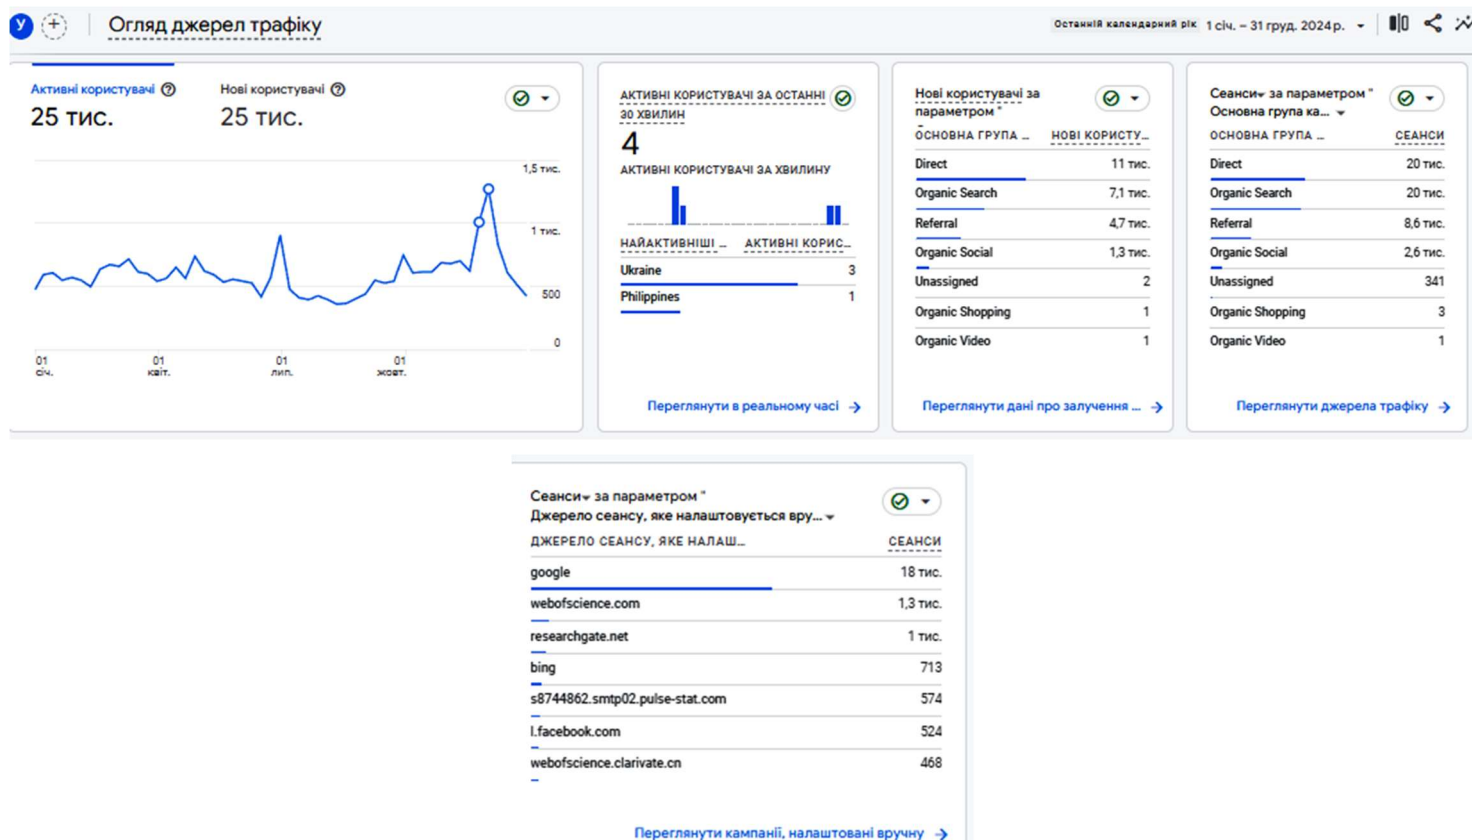 У
Огляд джерел трафіку
Останній календарний рік 1 січ. – 31 груд. 2024 р.
Активні користувачі
25 тис.
Нові користувачі
25 тис.
1,5 тис.
1 тис.
500
0
01
січ.
01
квіт.
01
лип.
01
жовт.
АКТИВНІ КОРИСТУВАЧІ ЗА ОСТАННІ
30 ХВИЛИН
4
АКТИВНІ КОРИСТУВАЧІ ЗА ХВИЛИНУ
НАЙАКТИВНІШІ ... АКТИВНІ КОРИС...
Ukraine 3
Philippines 1
Переглянути в реальному часі
Нові користувачі за
параметром "
ОСНОВНА ГРУПА ... НОВІ КОРИСТУ...
Direct 11 тис.
Organic Search 7,1 тис.
Referral 4,7 тис.
Organic Social 1,3 тис.
Unassigned 2
Organic Shopping 1
Organic Video 1
Переглянути дані про залучення ...
Сеанси за параметром "
Основна група ка...
ОСНОВНА ГРУПА ... СЕАНСИ
Direct 20 тис.
Organic Search 20 тис.
Referral 8,6 тис.
Organic Social 2,6 тис.
Unassigned 341
Organic Shopping 3
Organic Video 1
Переглянути джерела трафіку
Сеанси за параметром "
Джерело сеансу, яке налаштовується вру...
ДЖЕРЕЛО СЕАНСУ, ЯКЕ НАЛАШ... СЕАНСИ
google 18 тис.
webofscience.com 1,3 тис.
researchgate.net 1 тис.
bing 713
s8744862.smtp02.pulse-stat.com 574
l.facebook.com 524
webofscience.clarivate.cn 468
Переглянути кампанії, налаштовані вручну